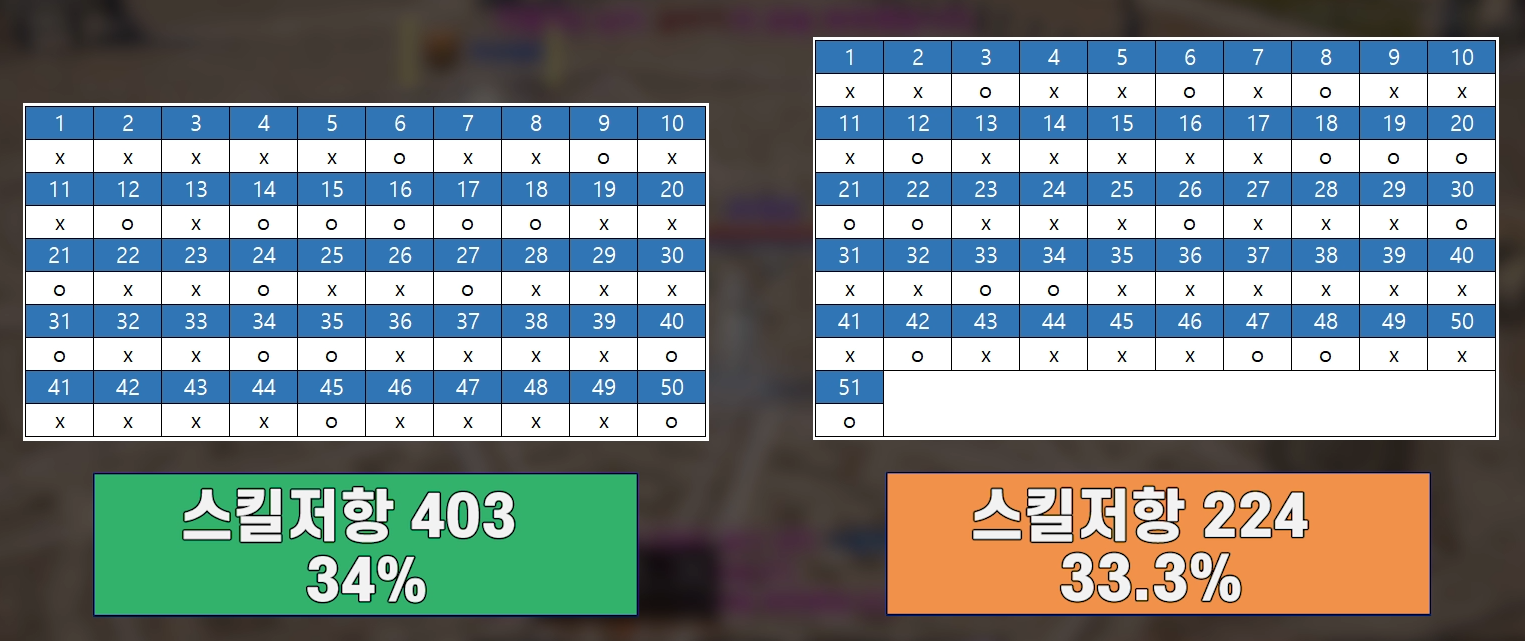 1 2 3 4 5 6 7 8 9 10
x x x x x o x x o x
11 12 13 14 15 16 17 18 19 20
x o x o o o o o x x
21 22 23 24 25 26 27 28 29 30
o x x o x x o x x x
31 32 33 34 35 36 37 38 39 40
o x x o o x x x x o
41 42 43 44 45 46 47 48 49 50
x x x x o x x x x o
스킬저항 403
34%
1 2 3 4 5 6 7 8 9 10
x x o x x o x o x x
11 12 13 14 15 16 17 18 19 20
x o x x x x x o o o
21 22 23 24 25 26 27 28 29 30
o o x x x o x x x o
31 32 33 34 35 36 37 38 39 40
x x o o x x x x x x
41 42 43 44 45 46 47 48 49 50
x o x x x x o o x x
51
o
스킬저항 224
33.3%